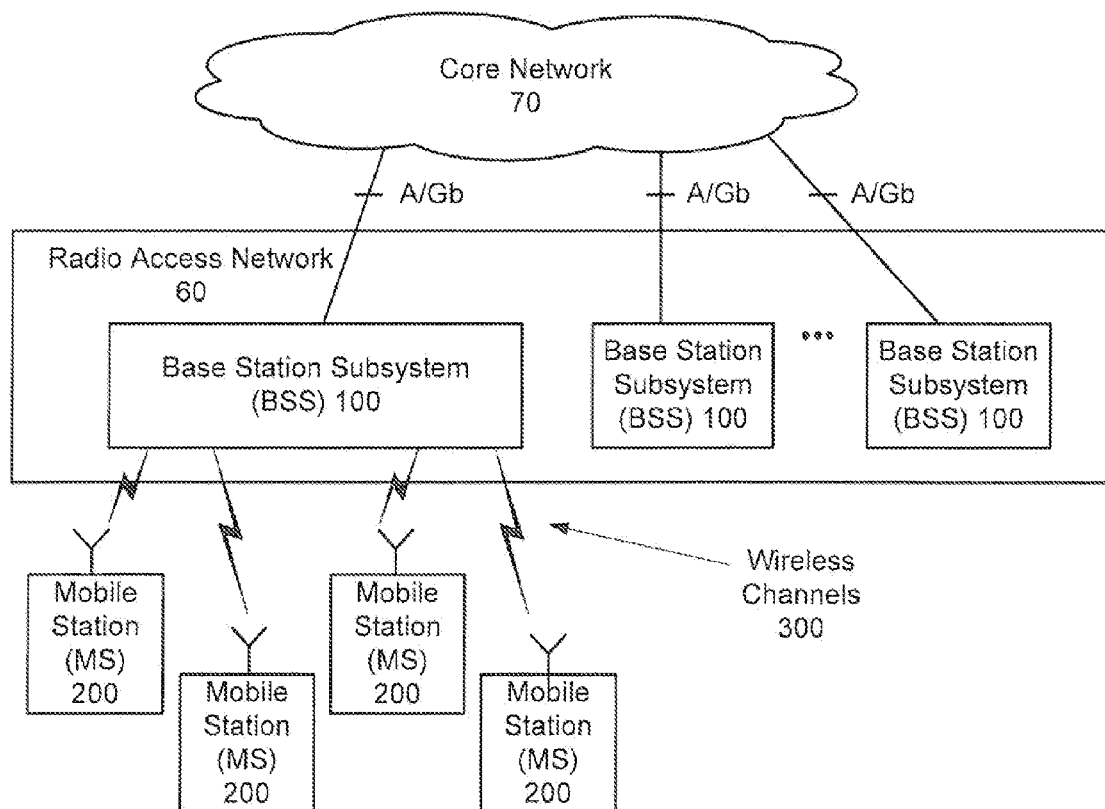 Core Network
70
A/Gb
A/Gb
A/Gb
Radio Access Network
60
Base Station Subsystem
(BSS) 100
Base Station
Subsystem
(BSS) 100
•••
Base Station
Subsystem
(BSS) 100
Mobile
Station
(MS)
200
Mobile
Station
(MS)
200
Mobile
Station
(MS)
200
Mobile
Station
(MS)
200
Wireless
Channels
300